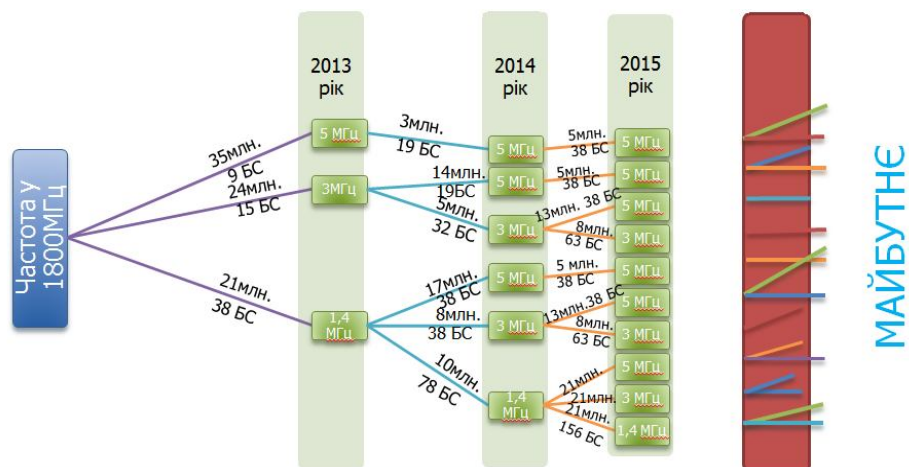 Частота у
1800МГц
35млн.
9 БС
24млн.
15 БС
21млн.
38 БС
2013
рік
5 МГц
3МГц
1,4
МГц
3млн.
19 БС
14млн.
19БС
5млн.
32 БС
17млн.
38 БС
8млн.
38 БС
10млн.
78 БС
2014
рік
5 МГц
5 МГц
3 МГц
5 МГц
3 МГц
1,4
МГц
5млн.
38 БС
5млн.
38 БС
13млн. 38 БС
8млн.
63 БС
5 млн.
38 БС
13млн.38 БС
8млн.
63 БС
21млн.
21млн.
21млн.
156 БС
2015
рік
5 МГц
5 МГц
5 МГц
3 МГц
5 МГц
5 МГц
3 МГц
5 МГц
3 МГц
1,4 МГц
МАЙБУТНЄ